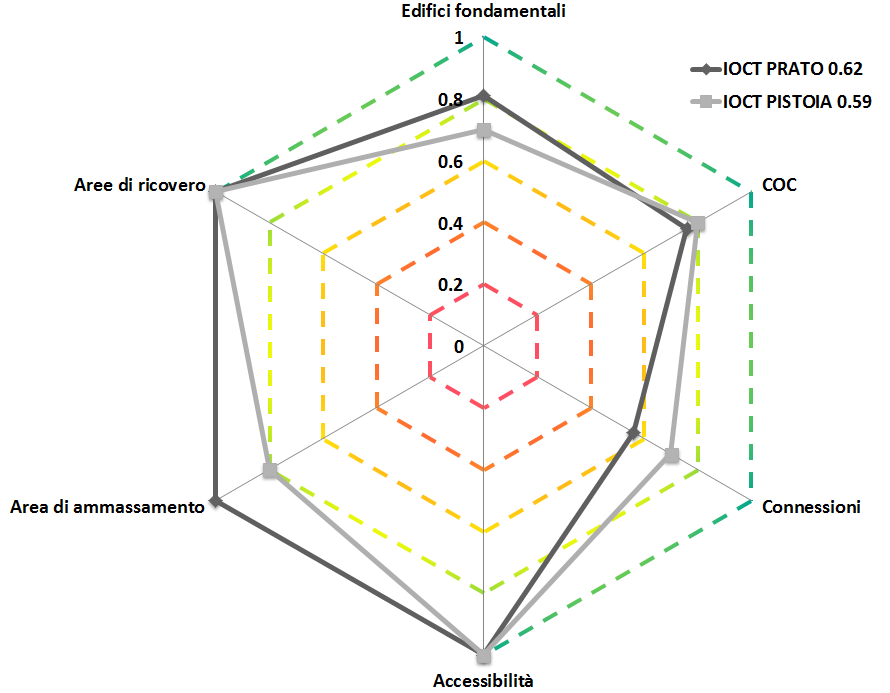 Edifici fondamentali
1
IOCT PRATO 0.62
0.8
IOCT PISTOIA 0.59
0.6
Aree di ricovero
COC
0.4
0.2
0
Area di ammassamento
Connessioni
Accessibilità